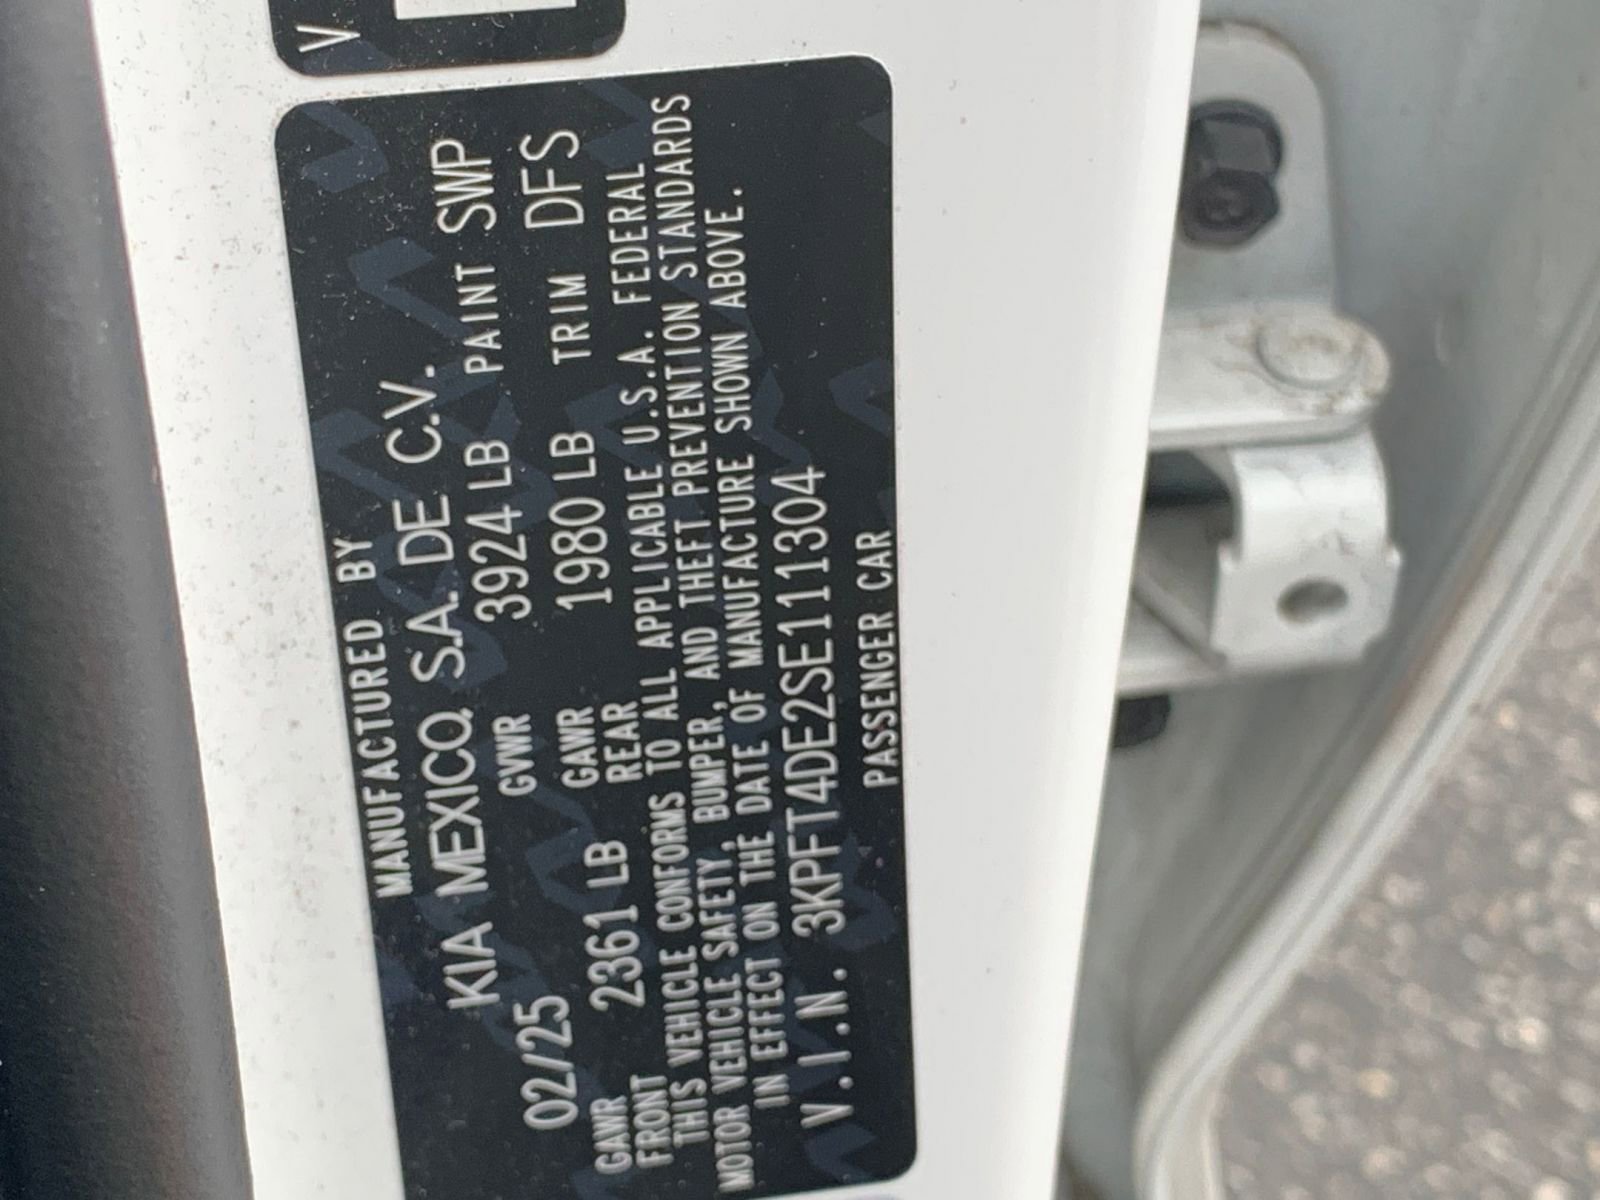 V
MANUFACTURED BY
KIA MEXICO, S.A. DE C.V.
02/25 GVWR 3924 LB PAINT SWP
GAWR FRONT 2361 LB GAWR REAR 1980 LB TRIM DFS
THIS VEHICLE CONFORMS TO ALL APPLICABLE U.S.A. FEDERAL
MOTOR VEHICLE SAFETY, BUMPER, AND THEFT PREVENTION STANDARDS
IN EFFECT ON THE DATE OF MANUFACTURE SHOWN ABOVE.
V.I.N. 3KPFT4DE2SE111304
PASSENGER CAR